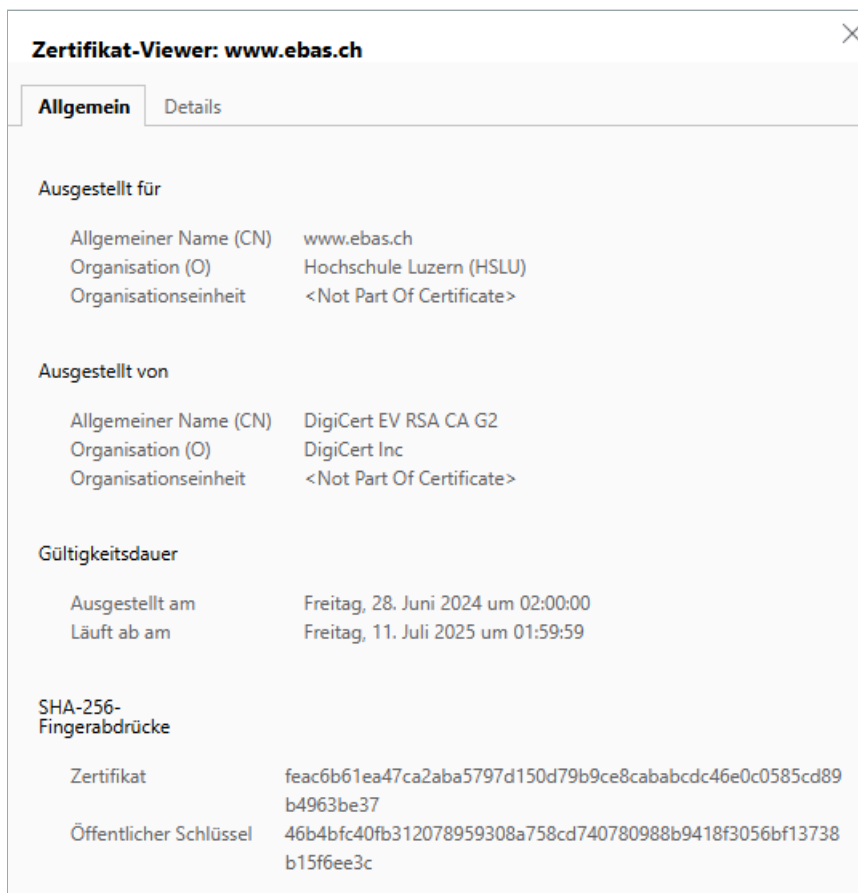 Zertifikat-Viewer: www.ebas.ch
Allgemein Details
Ausgestellt für
Allgemeiner Name (CN) www.ebas.ch
Organisation (O) Hochschule Luzern (HSLU)
Organisationseinheit <Not Part Of Certificate>
Ausgestellt von
Allgemeiner Name (CN) DigiCert EV RSA CA G2
Organisation (O) DigiCert Inc
Organisationseinheit <Not Part Of Certificate>
Gültigkeitsdauer
Ausgestellt am Freitag, 28. Juni 2024 um 02:00:00
Läuft ab am Freitag, 11. Juli 2025 um 01:59:59
SHA-256-
Fingerabdrücke
Zertifikat feac6b61ea47ca2aba5797d150d79b9ce8cababcdc46e0c0585cd89
b4963be37
Öffentlicher Schlüssel 46b4bfc40fb312078959308a758cd740780988b9418f3056bf13738
b15f6ee3c